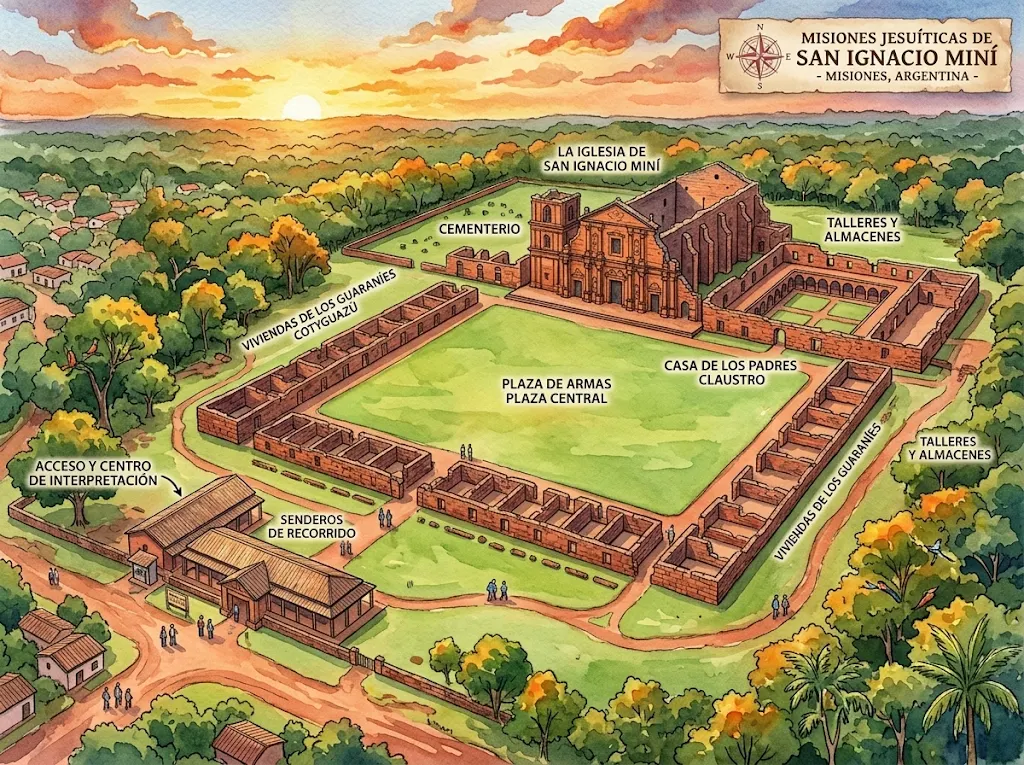 MISIONES JESUÍTICAS DE
SAN IGNACIO MINÍ
- MISIONES, ARGENTINA -
N
W
E
S
LA IGLESIA DE
SAN IGNACIO MINÍ
CEMENTERIO
TALLERES Y
ALMACENES
VIVIENDAS DE LOS GUARANÍES
COTYGUAZÚ
CASA DE LOS PADRES
CLAUSTRO
PLAZA DE ARMAS
PLAZA CENTRAL
VIVIENDAS DE LOS GUARANÍES
TALLERES
Y ALMACENES
ACCESO Y CENTRO
DE INTERPRETACIÓN
SENDEROS
DE RECORRIDO